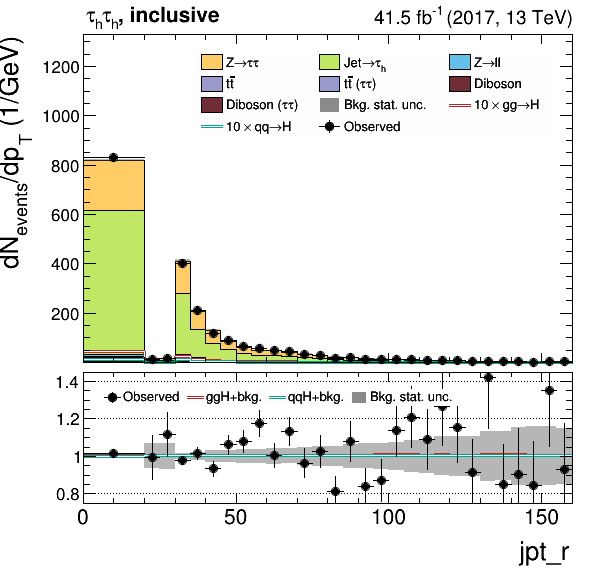 τhτh, inclusive 41.5 fb-1 (2017, 13 TeV)
dNevents/dpT (1/GeV)
Z→ττ Jet→τh Z→ll
tt̄ tt̄ (ττ) Diboson
Diboson (ττ) Bkg. stat. unc. 10 × gg→H
10 × qq→H Observed
1200
1000
800
600
400
200
Observed ggH+bkg. qqH+bkg. Bkg. stat. unc.
1.4
1.2
1
0.8
0 50 100 150
jpt_r